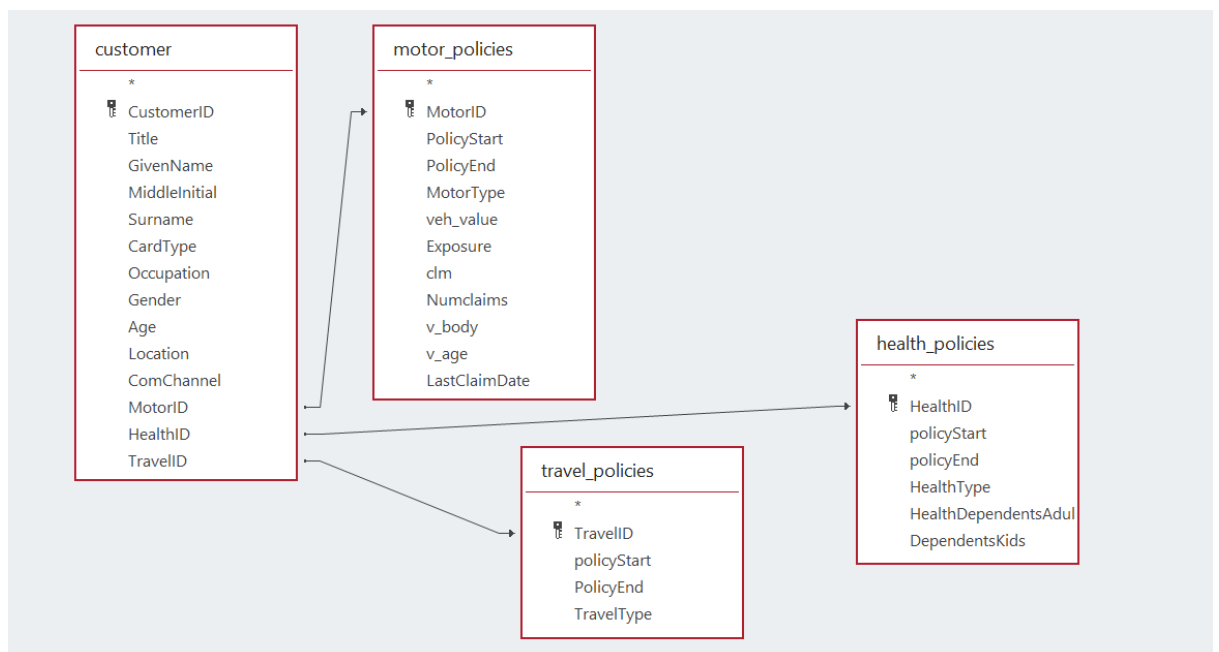 customer
*
CustomerID
Title
GivenName
MiddleInitial
Surname
CardType
Occupation
Gender
Age
Location
ComChannel
MotorID
HealthID
TravelID
motor_policies
*
MotorID
PolicyStart
PolicyEnd
MotorType
veh_value
Exposure
clm
Numclaims
v_body
v_age
LastClaimDate
travel_policies
*
TravelID
policyStart
PolicyEnd
TravelType
health_policies
*
HealthID
policyStart
policyEnd
HealthType
HealthDependentsAdul
DependentsKids